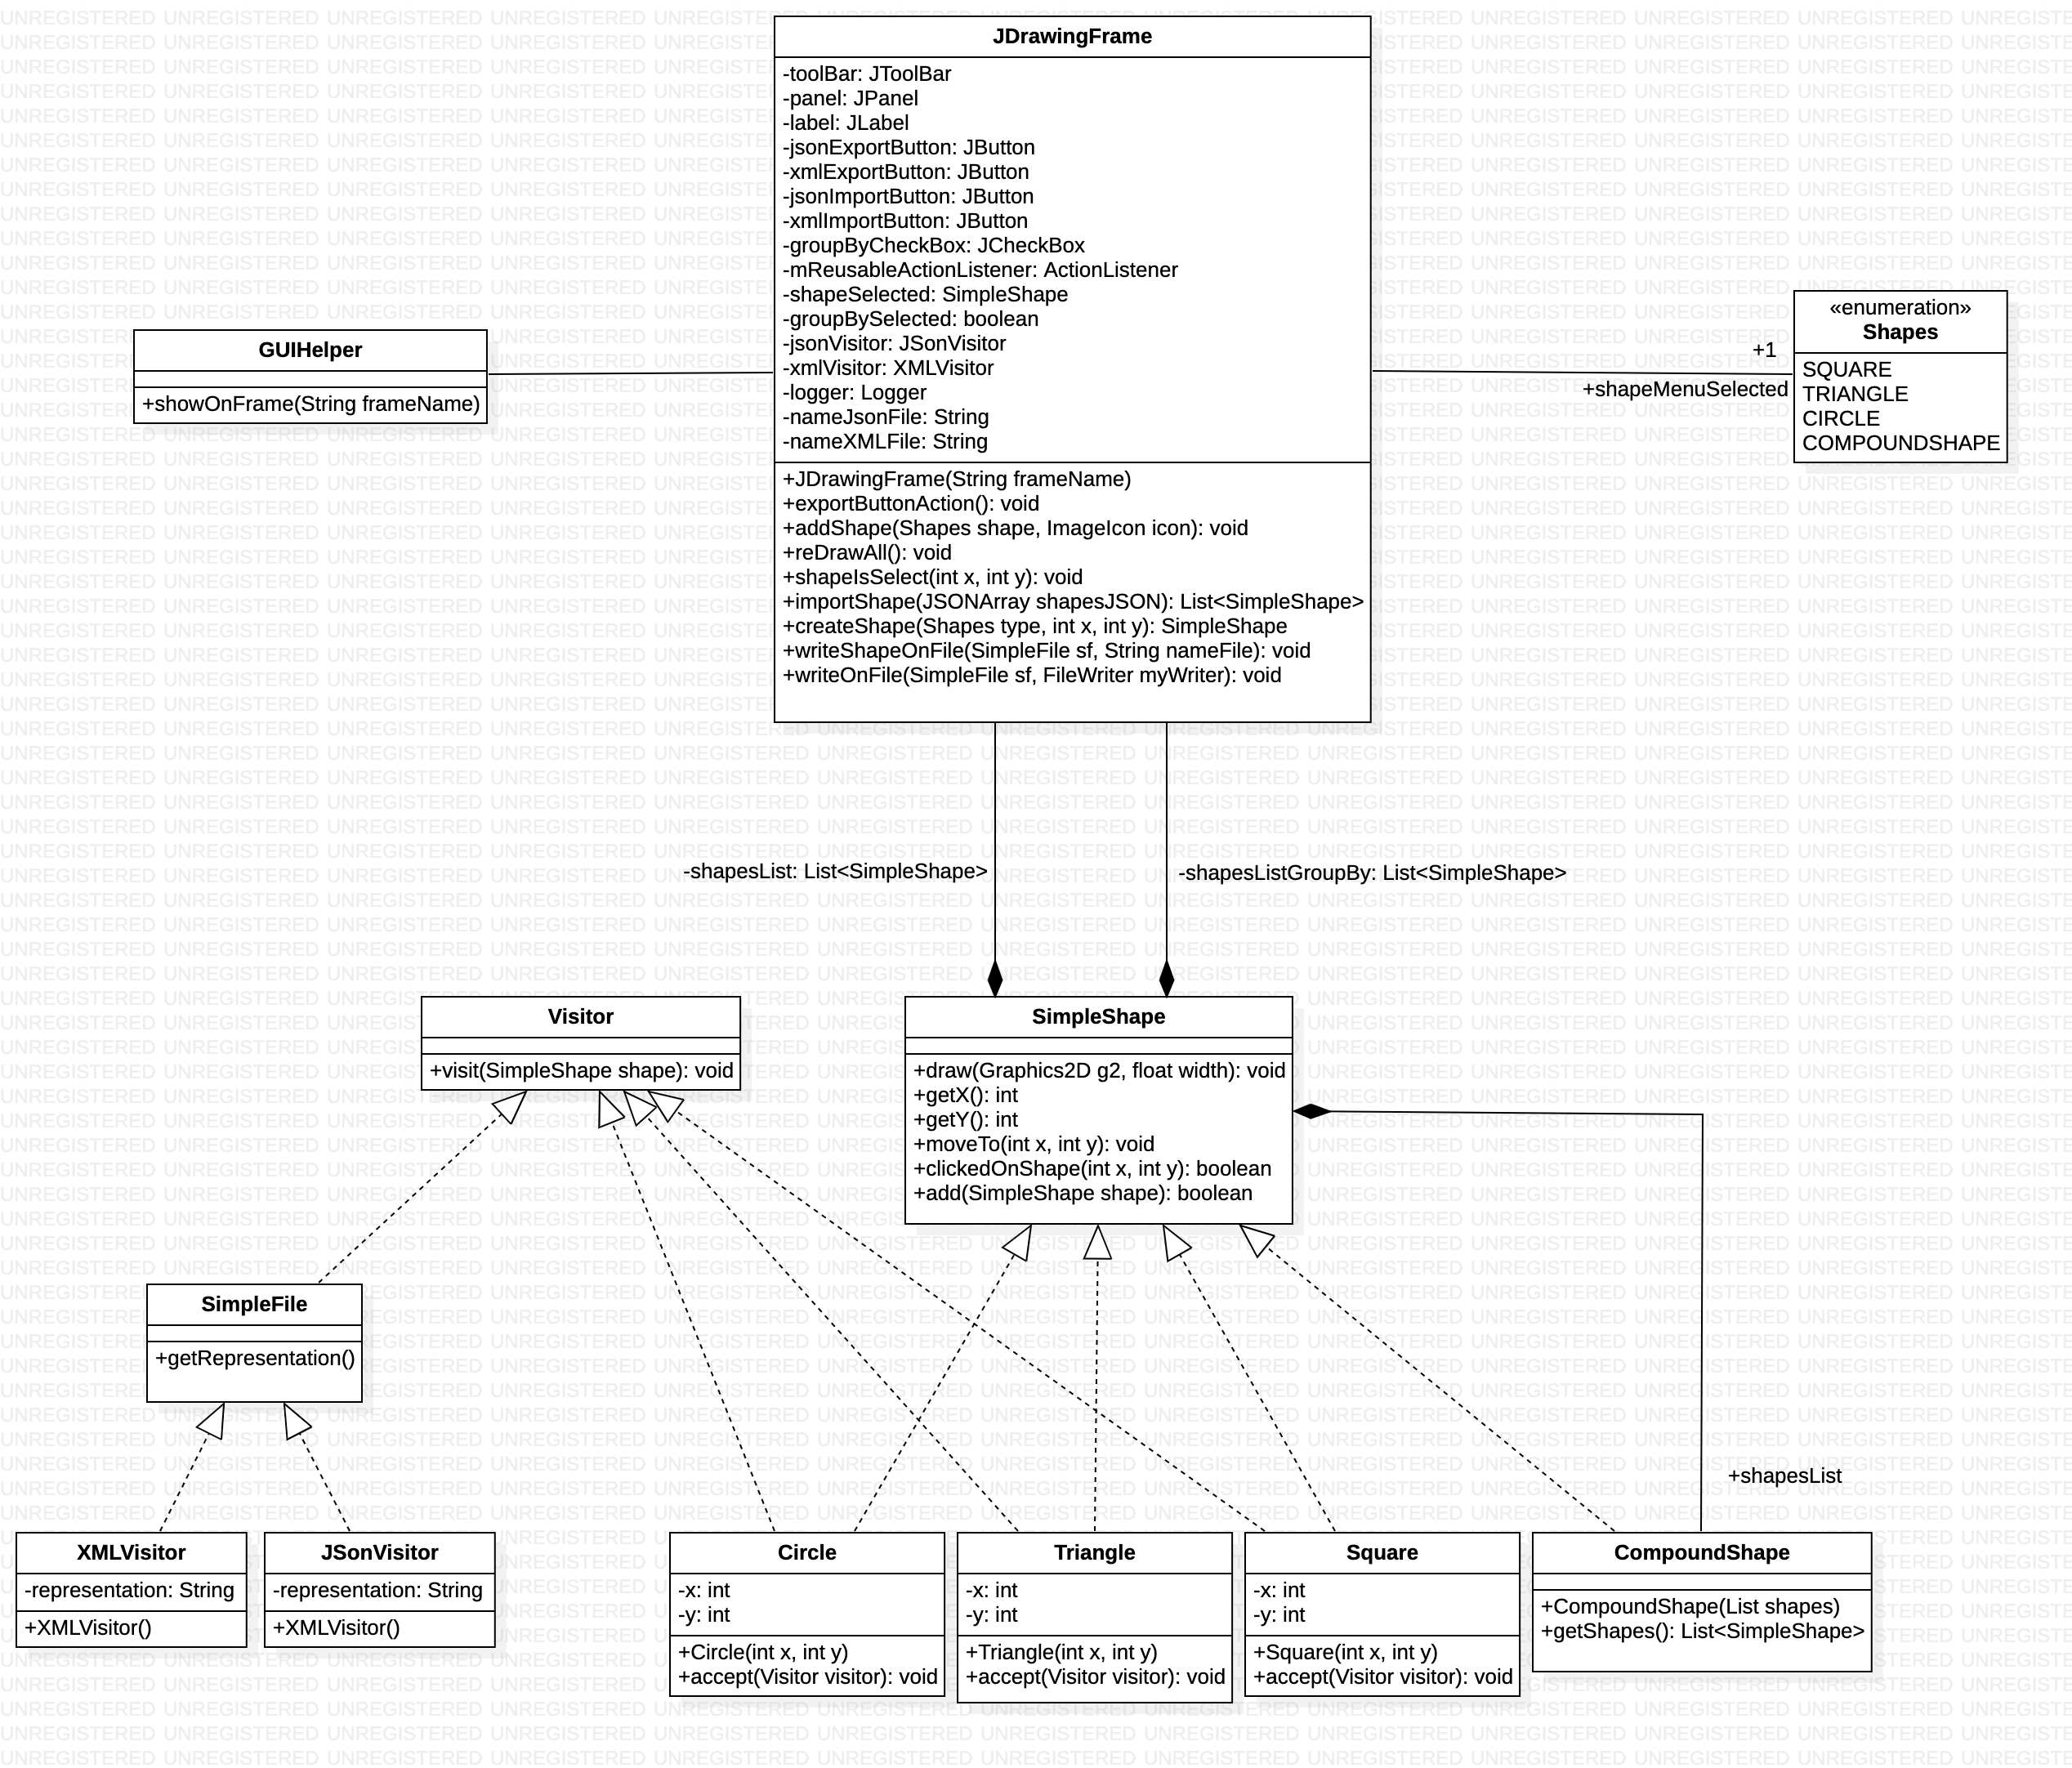 JDrawingFrame
-toolBar: JToolBar
-panel: JPanel
-label: JLabel
-jsonExportButton: JButton
-xmlExportButton: JButton
-jsonImportButton: JButton
-xmlImportButton: JButton
-groupByCheckBox: JCheckBox
-mReusableActionListener: ActionListener
-shapeSelected: SimpleShape
-groupBySelected: boolean
-jsonVisitor: JSonVisitor
-xmlVisitor: XMLVisitor
-logger: Logger
-nameJsonFile: String
-nameXMLFile: String
+JDrawingFrame(String frameName)
+exportButtonAction(): void
+addShape(Shapes shape, ImageIcon icon): void
+reDrawAll(): void
+shapeIsSelect(int x, int y): void
+importShape(JSONArray shapesJSON): List<SimpleShape>
+createShape(Shapes type, int x, int y): SimpleShape
+writeShapeOnFile(SimpleFile sf, String nameFile): void
+writeOnFile(SimpleFile sf, FileWriter myWriter): void
GUIHelper
+showOnFrame(String frameName)
+1
+shapeMenuSelected
«enumeration»
Shapes
SQUARE
TRIANGLE
CIRCLE
COMPOUNDSHAPE
-shapesList: List<SimpleShape>
-shapesListGroupBy: List<SimpleShape>
Visitor
+visit(SimpleShape shape): void
SimpleShape
+draw(Graphics2D g2, float width): void
+getX(): int
+getY(): int
+moveTo(int x, int y): void
+clickedOnShape(int x, int y): boolean
+add(SimpleShape shape): boolean
SimpleFile
+getRepresentation()
+shapesList
XMLVisitor
-representation: String
+XMLVisitor()
JSonVisitor
-representation: String
+XMLVisitor()
Circle
-x: int
-y: int
+Circle(int x, int y)
+accept(Visitor visitor): void
Triangle
-x: int
-y: int
+Triangle(int x, int y)
+accept(Visitor visitor): void
Square
-x: int
-y: int
+Square(int x, int y)
+accept(Visitor visitor): void
CompoundShape
+CompoundShape(List shapes)
+getShapes(): List<SimpleShape>
UNREGISTERED